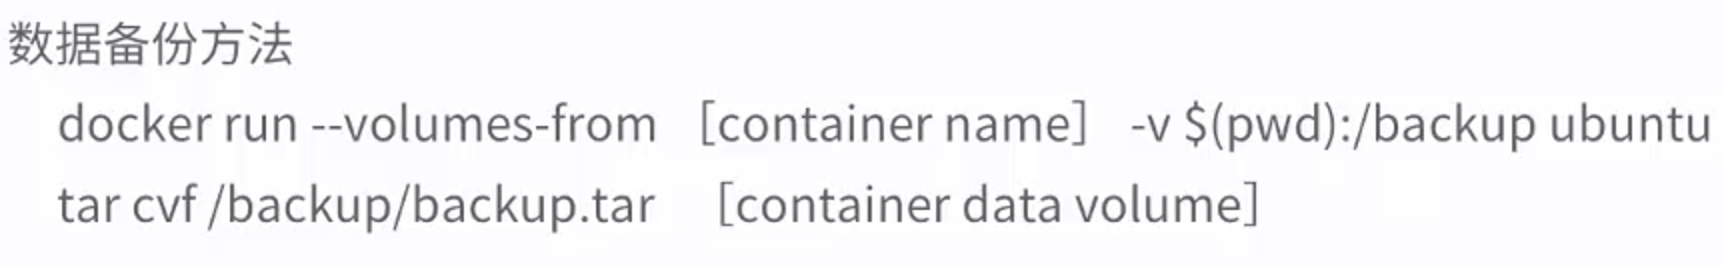 数据备份方法
docker run --volumes-from [container name] -v $(pwd):/backup ubuntu
tar cvf /backup/backup.tar [container data volume]